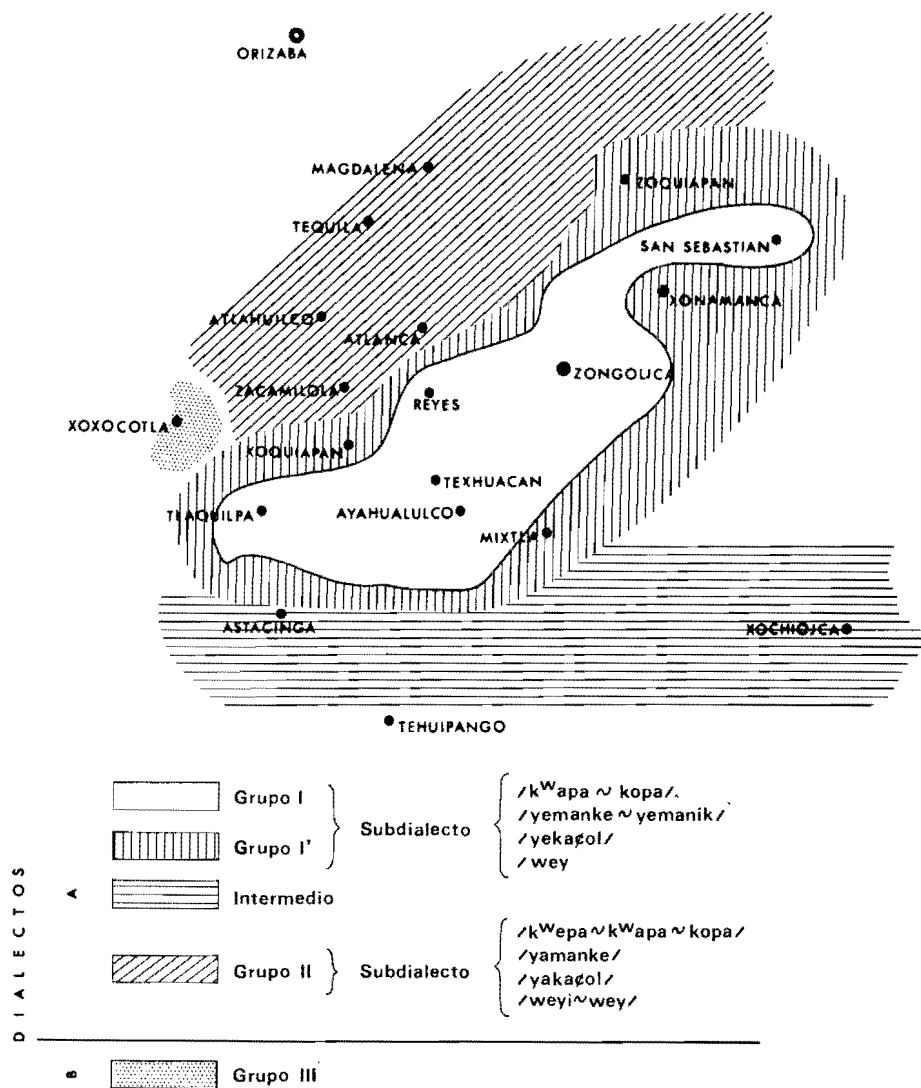 ORIZABA
MAGDALENA
ZOQUIAPAN
TEQUILA
SAN SEBASTIAN
XONAMANCA
ATLAHUILCO
ATLANCA
ZONGOLICA
ZACAMILOLA
REYES
XOXOCOTLA
XOQUIAPAN
TEXHUACAN
TLAQUILPA
AYAHUALULCO
MIXTLA
ASTACINGA
XOCHIOJCA
TEHUIPANGO
DIALECTOS
A
Grupo I
Grupo I'
Subdialecto
/kʷapa ~ kopa/
/yemanke ~ yemanik/
/yekaȼol/
/wey
Intermedio
Grupo II
Subdialecto
/kʷepa ~ kʷapa ~ kopa/
/yamanke/
/yakaȼol/
/weyi ~ wey/
B
Grupo III